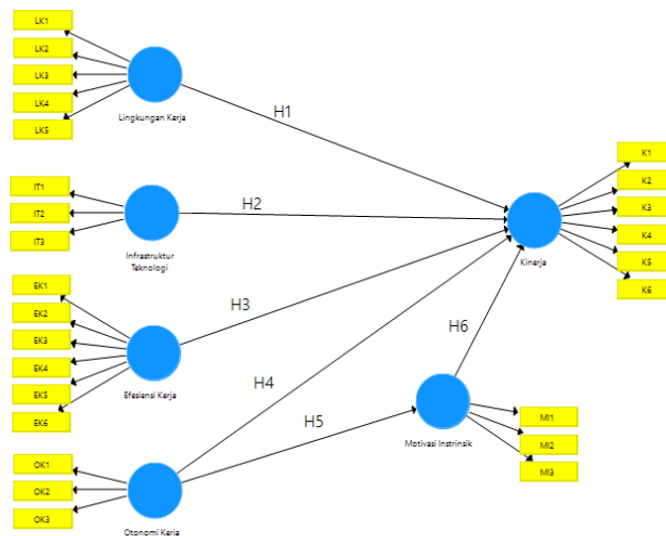 LK1
LK2
LK3
LK4
LK5
Lingkungan Kerja
H1
IT1
IT2
IT3
Infrastruktur
Teknologi
H2
EK1
EK2
EK3
EK4
EK5
EK6
Efesiensi Kerja
H3
OK1
OK2
OK3
Otonomi Kerja
H4
H5
Motivasi Instrinsik
MI1
MI2
MI3
H6
Kinerja
K1
K2
K3
K4
K5
K6